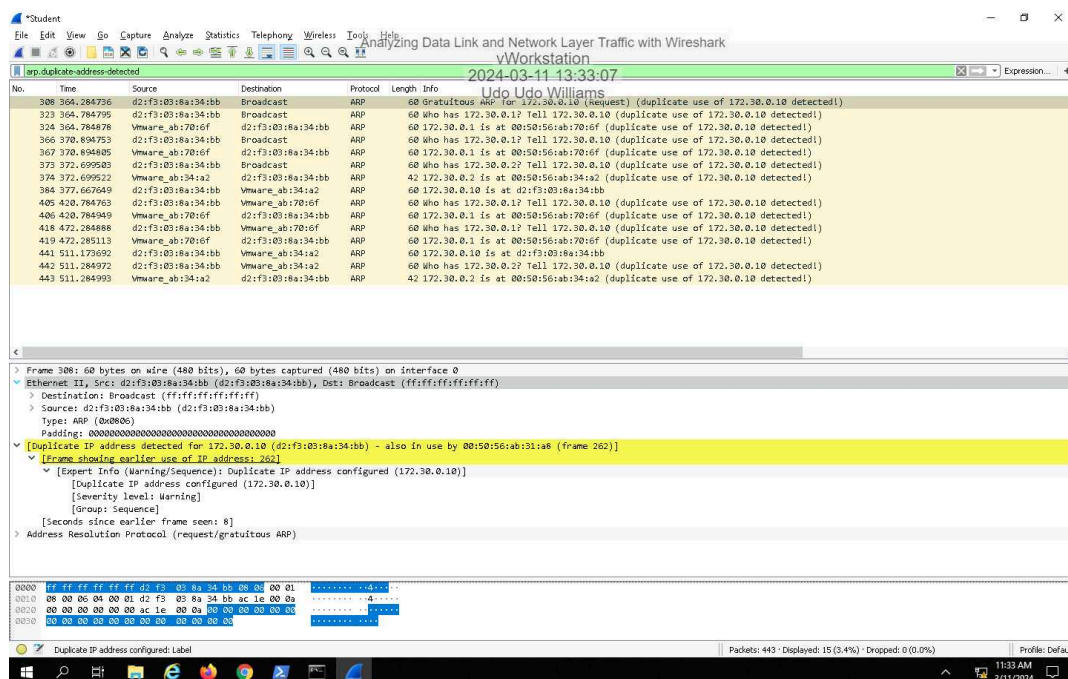 *Student
File Edit View Go Capture Analyze Statistics Telephony Wireless Tools Help
Analyzing Data Link and Network Layer Traffic with Wireshark
vWorkstation
2024-03-11 13:33:07
Udo Udo Williams
arp.duplicate-address-detected Expression... +
No. Time Source Destination Protocol Length Info
308 364.284736 d2:f3:03:8a:34:bb Broadcast ARP 60 Gratuitous ARP for 172.30.0.10 (Request) (duplicate use of 172.30.0.10 detected!)
323 364.784795 d2:f3:03:8a:34:bb Broadcast ARP 60 Who has 172.30.0.1? Tell 172.30.0.10 (duplicate use of 172.30.0.10 detected!)
324 364.784878 Vmware_ab:70:6f d2:f3:03:8a:34:bb ARP 60 172.30.0.1 is at 00:50:56:ab:70:6f (duplicate use of 172.30.0.10 detected!)
366 370.894753 d2:f3:03:8a:34:bb Broadcast ARP 60 Who has 172.30.0.1? Tell 172.30.0.10 (duplicate use of 172.30.0.10 detected!)
367 370.894805 Vmware_ab:70:6f d2:f3:03:8a:34:bb ARP 60 172.30.0.1 is at 00:50:56:ab:70:6f (duplicate use of 172.30.0.10 detected!)
373 372.699503 d2:f3:03:8a:34:bb Broadcast ARP 60 Who has 172.30.0.2? Tell 172.30.0.10 (duplicate use of 172.30.0.10 detected!)
374 372.699522 Vmware_ab:34:a2 d2:f3:03:8a:34:bb ARP 42 172.30.0.2 is at 00:50:56:ab:34:a2 (duplicate use of 172.30.0.10 detected!)
384 377.667649 d2:f3:03:8a:34:bb Vmware_ab:34:a2 ARP 60 172.30.0.10 is at d2:f3:03:8a:34:bb
405 420.784763 d2:f3:03:8a:34:bb Vmware_ab:70:6f ARP 60 Who has 172.30.0.1? Tell 172.30.0.10 (duplicate use of 172.30.0.10 detected!)
406 420.784949 Vmware_ab:70:6f d2:f3:03:8a:34:bb ARP 60 172.30.0.1 is at 00:50:56:ab:70:6f (duplicate use of 172.30.0.10 detected!)
418 472.284888 d2:f3:03:8a:34:bb Vmware_ab:70:6f ARP 60 Who has 172.30.0.1? Tell 172.30.0.10 (duplicate use of 172.30.0.10 detected!)
419 472.285113 Vmware_ab:70:6f d2:f3:03:8a:34:bb ARP 60 172.30.0.1 is at 00:50:56:ab:70:6f (duplicate use of 172.30.0.10 detected!)
441 511.173692 d2:f3:03:8a:34:bb Vmware_ab:34:a2 ARP 60 172.30.0.10 is at d2:f3:03:8a:34:bb
442 511.284972 d2:f3:03:8a:34:bb Vmware_ab:34:a2 ARP 60 Who has 172.30.0.2? Tell 172.30.0.10 (duplicate use of 172.30.0.10 detected!)
443 511.284993 Vmware_ab:34:a2 d2:f3:03:8a:34:bb ARP 42 172.30.0.2 is at 00:50:56:ab:34:a2 (duplicate use of 172.30.0.10 detected!)
Frame 308: 60 bytes on wire (480 bits), 60 bytes captured (480 bits) on interface 0
Ethernet II, Src: d2:f3:03:8a:34:bb (d2:f3:03:8a:34:bb), Dst: Broadcast (ff:ff:ff:ff:ff:ff)
Destination: Broadcast (ff:ff:ff:ff:ff:ff)
Source: d2:f3:03:8a:34:bb (d2:f3:03:8a:34:bb)
Type: ARP (0x0806)
Padding: 000000000000000000000000000000000000
[Duplicate IP address detected for 172.30.0.10 (d2:f3:03:8a:34:bb) - also in use by 00:50:56:ab:31:a8 (frame 262)]
[Frame showing earlier use of IP address: 262]
[Expert Info (Warning/Sequence): Duplicate IP address configured (172.30.0.10)]
[Duplicate IP address configured (172.30.0.10)]
[Severity level: Warning]
[Group: Sequence]
[Seconds since earlier frame seen: 8]
Address Resolution Protocol (request/gratuitous ARP)
0000 ff ff ff ff ff ff d2 f3 03 8a 34 bb 08 06 00 01 ········ ··4·····
0010 08 00 06 04 00 01 d2 f3 03 8a 34 bb ac 1e 00 0a ········ ··4·····
0020 00 00 00 00 00 00 ac 1e 00 0a 00 00 00 00 00 00 ········ ········
0030 00 00 00 00 00 00 00 00 00 00 00 00 ········ ····
Duplicate IP address configured: Label Packets: 443 · Displayed: 15 (3.4%) · Dropped: 0 (0.0%) Profile: Defau
11:33 AM
3/11/2024